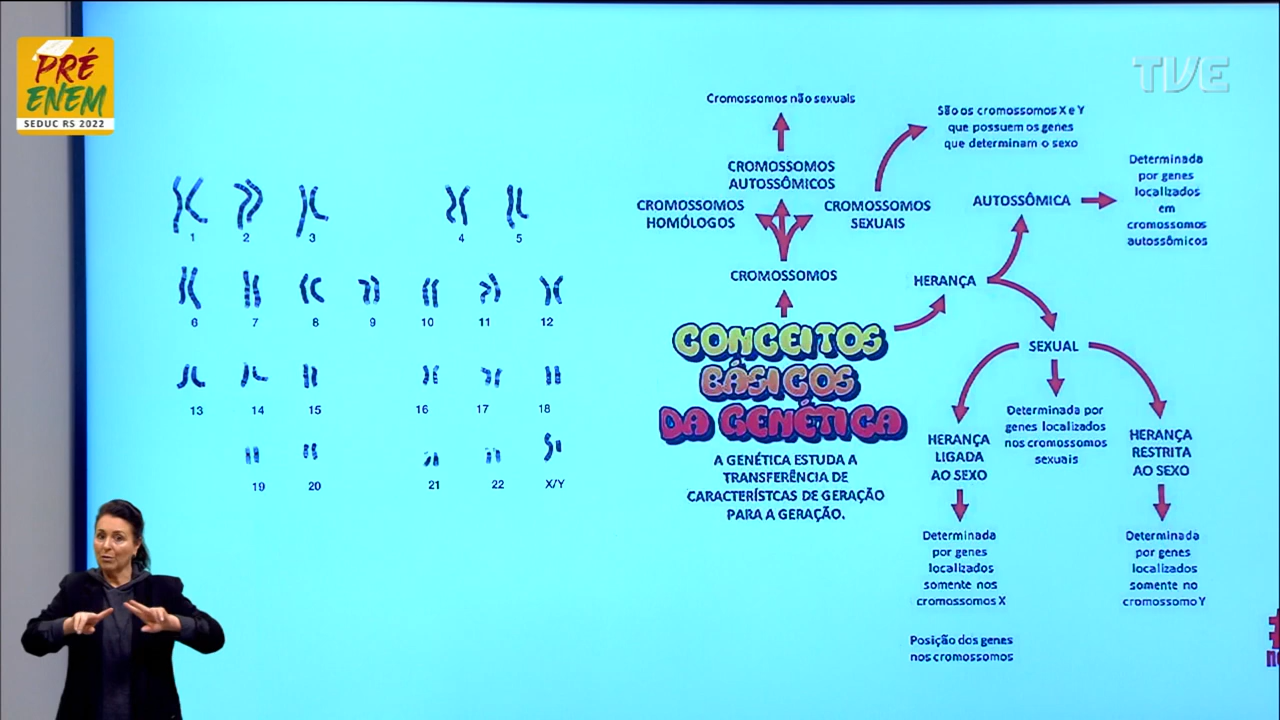 PRÉ
ENEM
SEDUC RS 2022
TVE
1
2
3
4
5
6
7
8
9
10
11
12
13
14
15
16
17
18
19
20
21
22
X/Y
Cromossomos não sexuais
São os cromossomos X e Y
que possuem os genes
que determinam o sexo
CROMOSSOMOS
AUTOSSÔMICOS
CROMOSSOMOS
HOMÓLOGOS
CROMOSSOMOS
SEXUAIS
CROMOSSOMOS
HERANÇA
AUTOSSÔMICA
Determinada
por genes
localizados
em
cromossomos
autossômicos
CONCEITOS
BÁSICOS
DA GENÉTICA
A GENÉTICA ESTUDA A
TRANSFERÊNCIA DE
CARACTERÍSTCAS DE GERAÇÃO
PARA A GERAÇÃO.
SEXUAL
Determinada por
genes localizados
nos cromossomos
sexuais
HERANÇA
LIGADA
AO SEXO
Determinada
por genes
localizados
somente nos
cromossomos X
Posição dos genes
nos cromossomos
HERANÇA
RESTRITA
AO SEXO
Determinada
por genes
localizados
somente no
cromossomo Y